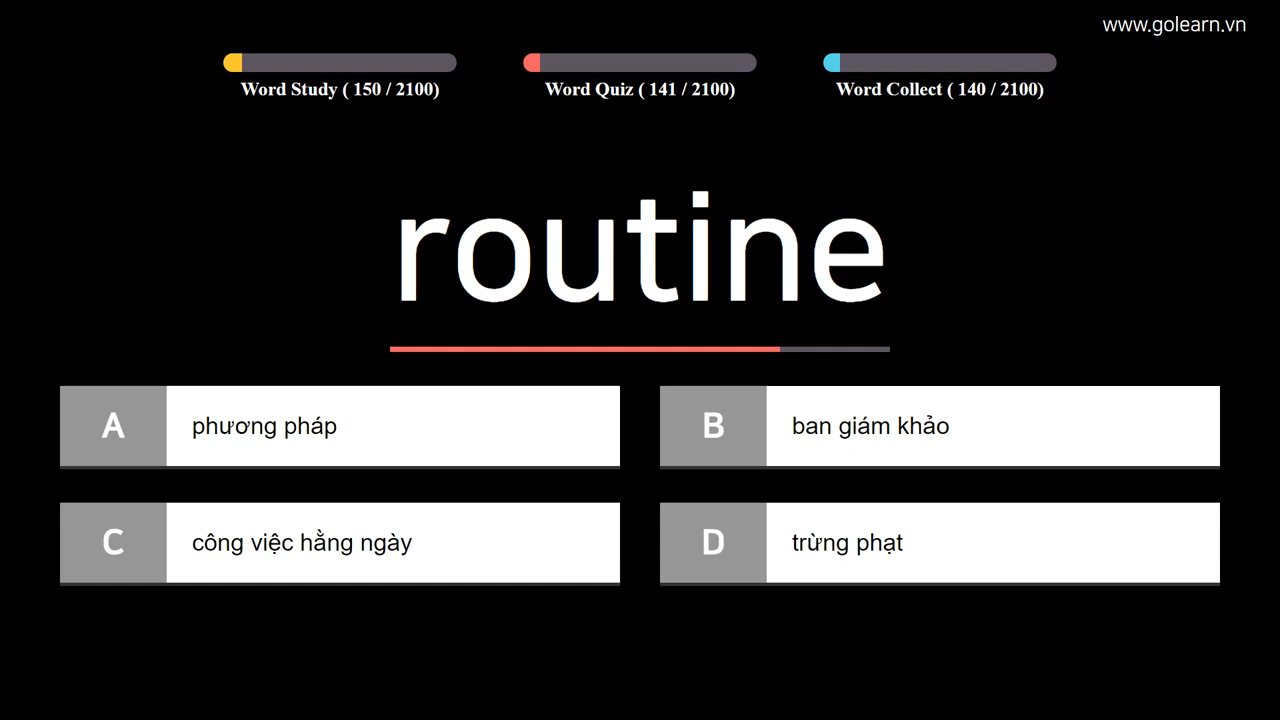 www.golearn.vn
Word Study ( 150 / 2100)
Word Quiz ( 141 / 2100)
Word Collect ( 140 / 2100)
routine
A phương pháp
B ban giám khảo
C công việc hằng ngày
D trừng phạt